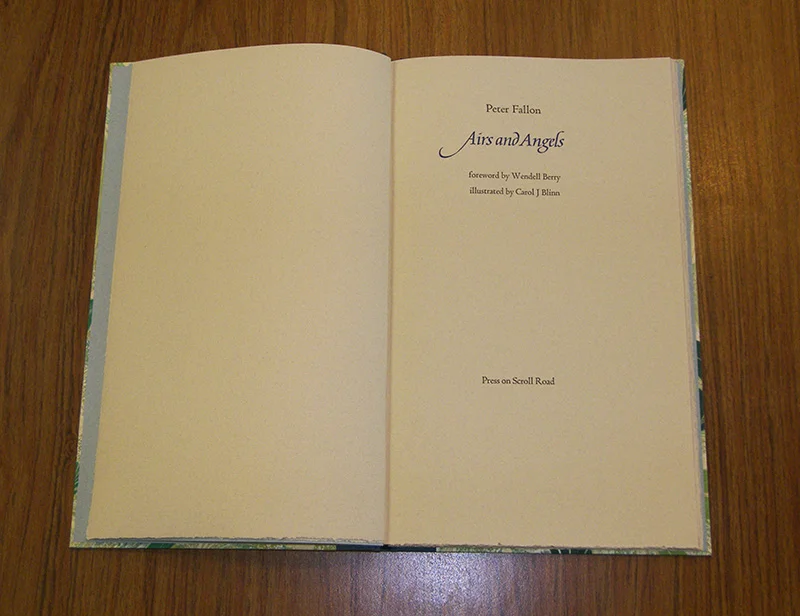 Peter Fallon
Airs and Angels
foreword by Wendell Berry
illustrated by Carol J. Blinn
Press on Scroll Road